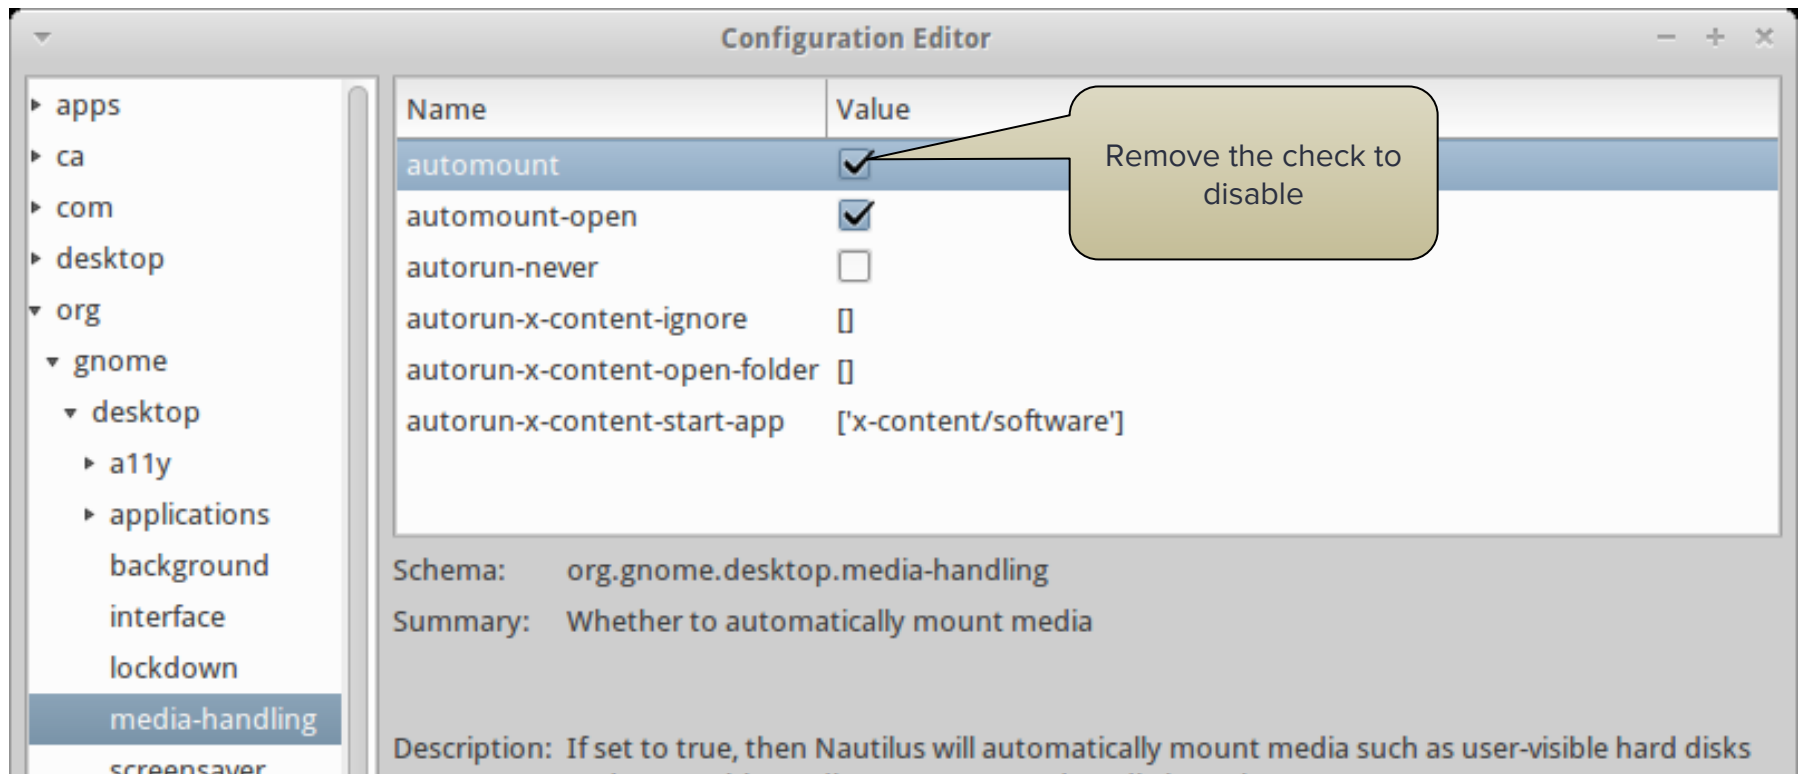 Configuration Editor
apps
ca
com
desktop
org
gnome
desktop
a11y
applications
background
interface
lockdown
media-handling
screensaver
Name Value
automount
automount-open
autorun-never
autorun-x-content-ignore []
autorun-x-content-open-folder []
autorun-x-content-start-app ['x-content/software']
Remove the check to
disable
Schema: org.gnome.desktop.media-handling
Summary: Whether to automatically mount media
Description: If set to true, then Nautilus will automatically mount media such as user-visible hard disks